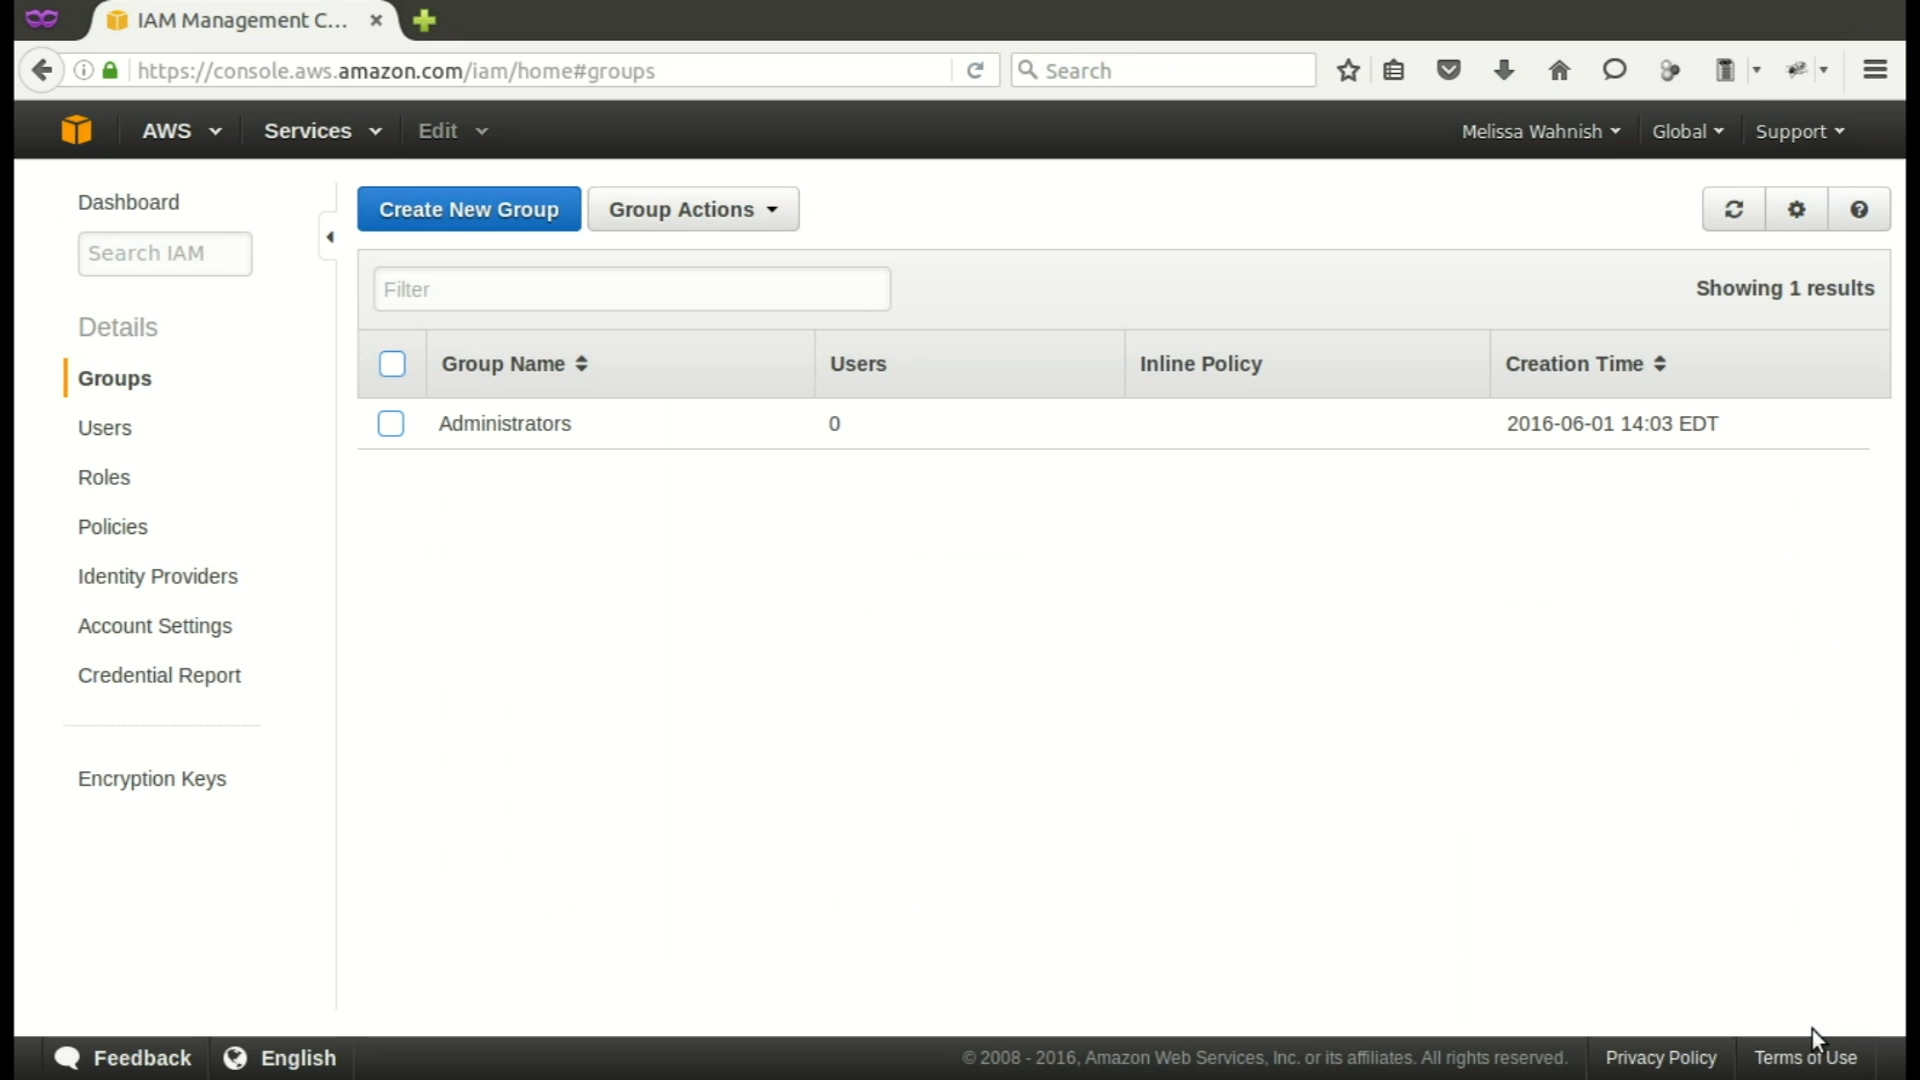 IAM Management C...
https://console.aws.amazon.com/iam/home#groups
Search
AWS
Services
Edit
Melissa Wahnish
Global
Support
Dashboard
Search IAM
Details
Groups
Users
Roles
Policies
Identity Providers
Account Settings
Credential Report
Encryption Keys
Create New Group
Group Actions
Filter
Showing 1 results
Group Name
Users
Inline Policy
Creation Time
Administrators
0
2016-06-01 14:03 EDT
Feedback
English
© 2008 - 2016, Amazon Web Services, Inc. or its affiliates. All rights reserved.
Privacy Policy
Terms of Use